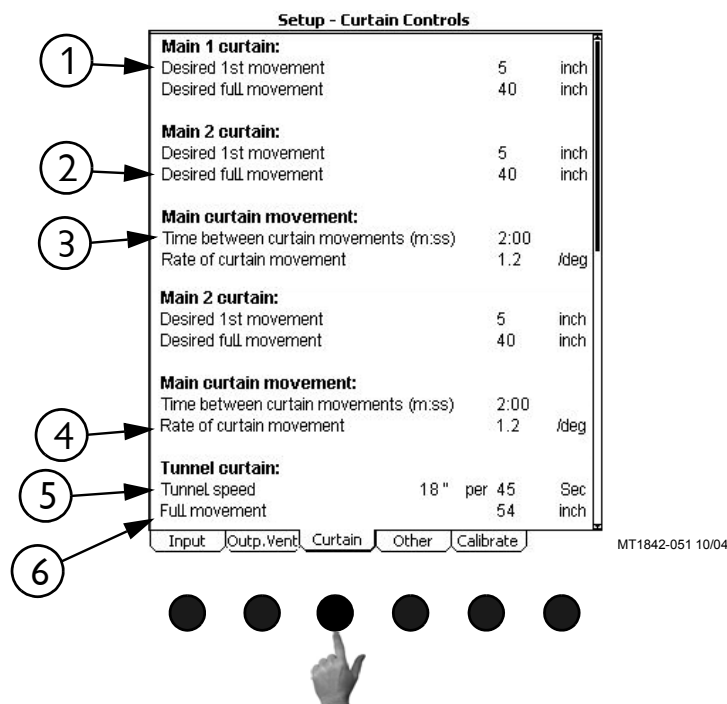 Setup - Curtain Controls
Main 1 curtain:
1 Desired 1st movement 5 inch
Desired full movement 40 inch
Main 2 curtain:
Desired 1st movement 5 inch
2 Desired full movement 40 inch
Main curtain movement:
3 Time between curtain movements (m:ss) 2:00
Rate of curtain movement 1.2 /deg
Main 2 curtain:
Desired 1st movement 5 inch
Desired full movement 40 inch
Main curtain movement:
Time between curtain movements (m:ss) 2:00
4 Rate of curtain movement 1.2 /deg
Tunnel curtain:
5 Tunnel speed 18 " per 45 Sec
6 Full movement 54 inch
Input Outp.Vent Curtain Other Calibrate
MT1842-051 10/04